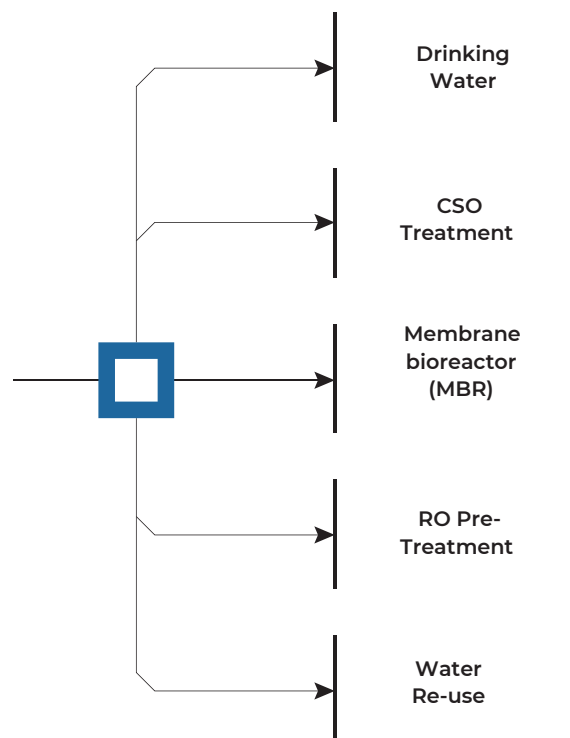 Drinking
Water
CSO
Treatment
Membrane
bioreactor
(MBR)
RO Pre-
Treatment
Water
Re-use